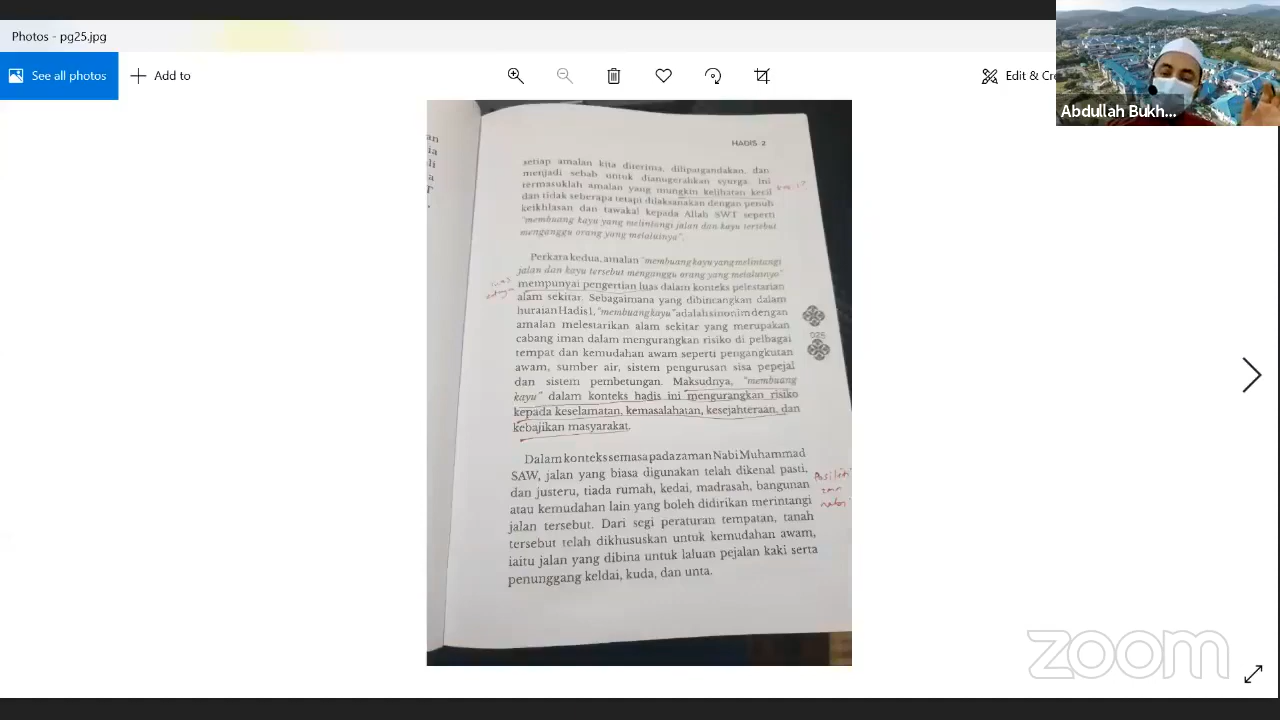 Photos - pg25.jpg
See all photos
Add to
Edit & Cre
Abdullah Bukh...
an
ia
li
a
T
HADIS 2
setiap amalan kita diterima, dilipatgandakan, dan
menjadi sebab untuk dianugerahkan syurga. Ini
termasuklah amalan yang mungkin kelihatan kecil
dan tidak seberapa tetapi dilaksanakan dengan penuh
keikhlasan dan tawakal kepada Allah SWT seperti
"membuang kayu yang melintangi jalan dan kayu tersebut
menganggu orang yang melaluinya".
Perkara kedua, amalan "membuang kayu yang melintangi
jalan dan kayu tersebut menganggu orang yang melaluinya"
mempunyai pengertian luas dalam konteks pelestarian
alam sekitar. Sebagaimana yang dibincangkan dalam
huraian Hadis 1, "membuang kayu" adalah sinonim dengan
amalan melestarikan alam sekitar yang merupakan
cabang iman dalam mengurangkan risiko di pelbagai
tempat dan kemudahan awam seperti pengangkutan
awam, sumber air, sistem pengurusan sisa pepejal
dan sistem pembetungan. Maksudnya, "membuang
kayu" dalam konteks hadis ini mengurangkan risiko
kepada keselamatan, kemasalahatan, kesejahteraan, dan
kebajikan masyarakat.
025
Dalam konteks semasa pada zaman Nabi Muhammad
SAW, jalan yang biasa digunakan telah dikenal pasti,
dan justeru, tiada rumah, kedai, madrasah, bangunan
atau kemudahan lain yang boleh didirikan merintangi
jalan tersebut. Dari segi peraturan tempatan, tanah
tersebut telah dikhususkan untuk kemudahan awam,
iaitu jalan yang dibina untuk laluan pejalan kaki serta
penunggang keldai, kuda, dan unta.
zoom